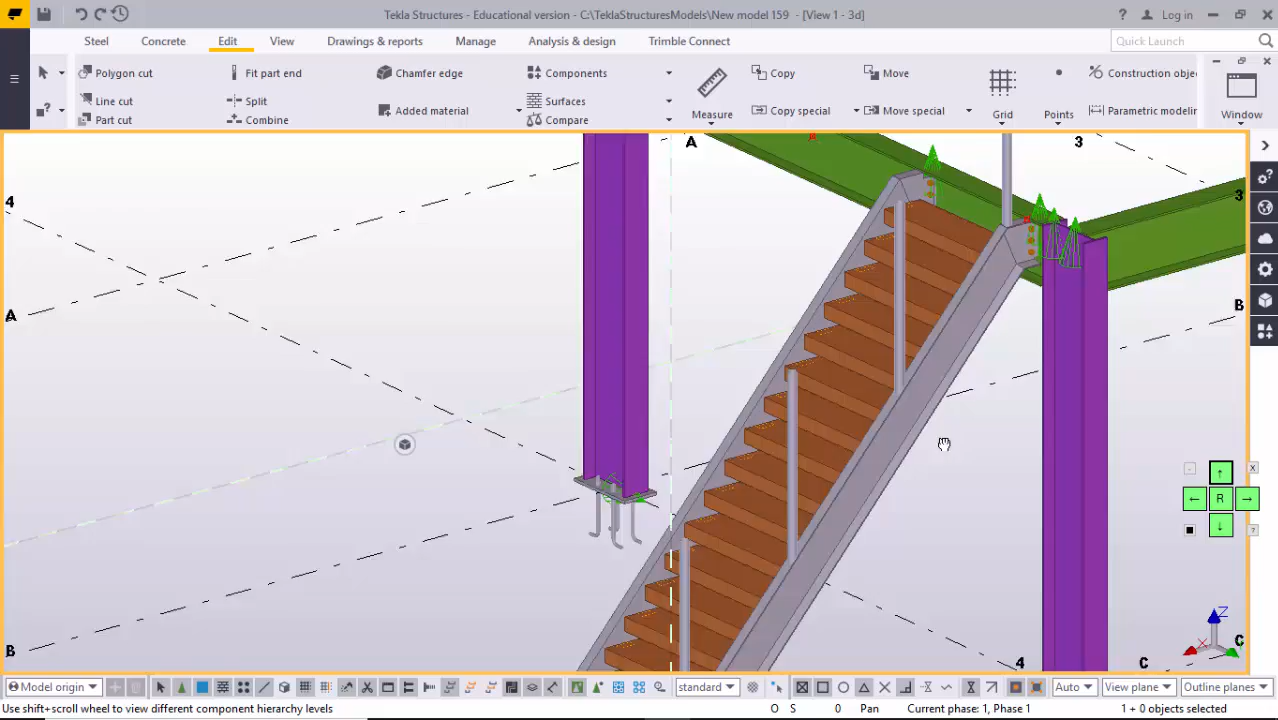 Tekla Structures - Educational version - C:\TeklaStructuresModels\New model 159 - [View 1 - 3d]
? Log in
Steel Concrete Edit View Drawings & reports Manage Analysis & design Trimble Connect Quick Launch
Polygon cut Fit part end Chamfer edge Components Copy Move Construction obje
Line cut Split Added material Surfaces Measure Copy special Move special Grid Points Parametric modelin Window
Part cut Combine Compare
A 3
4 3
A B
R X
?
Z
X
B 4 C C
Model origin standard Auto View plane Outline planes
Use shift+scroll wheel to view different component hierarchy levels O S 0 Pan Current phase: 1, Phase 1 1 + 0 objects selected